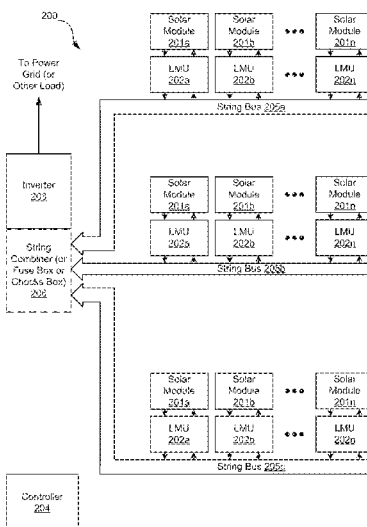 200
To Power
Grid (or
Other Load)
Solar
Module
201a
Solar
Module
201b
Solar
Module
201n
LMU
202a
LMU
202b
LMU
202n
String Bus 205a
Inverter
203
String
Combiner (or
Fuse Box or
Chocks Box)
206
Solar
Module
201a
Solar
Module
201b
Solar
Module
201n
LMU
202a
LMU
202b
LMU
202n
String Bus 205b
Solar
Module
201a
Solar
Module
201b
Solar
Module
201n
LMU
202a
LMU
202b
LMU
202n
String Bus 205c
Controller
204